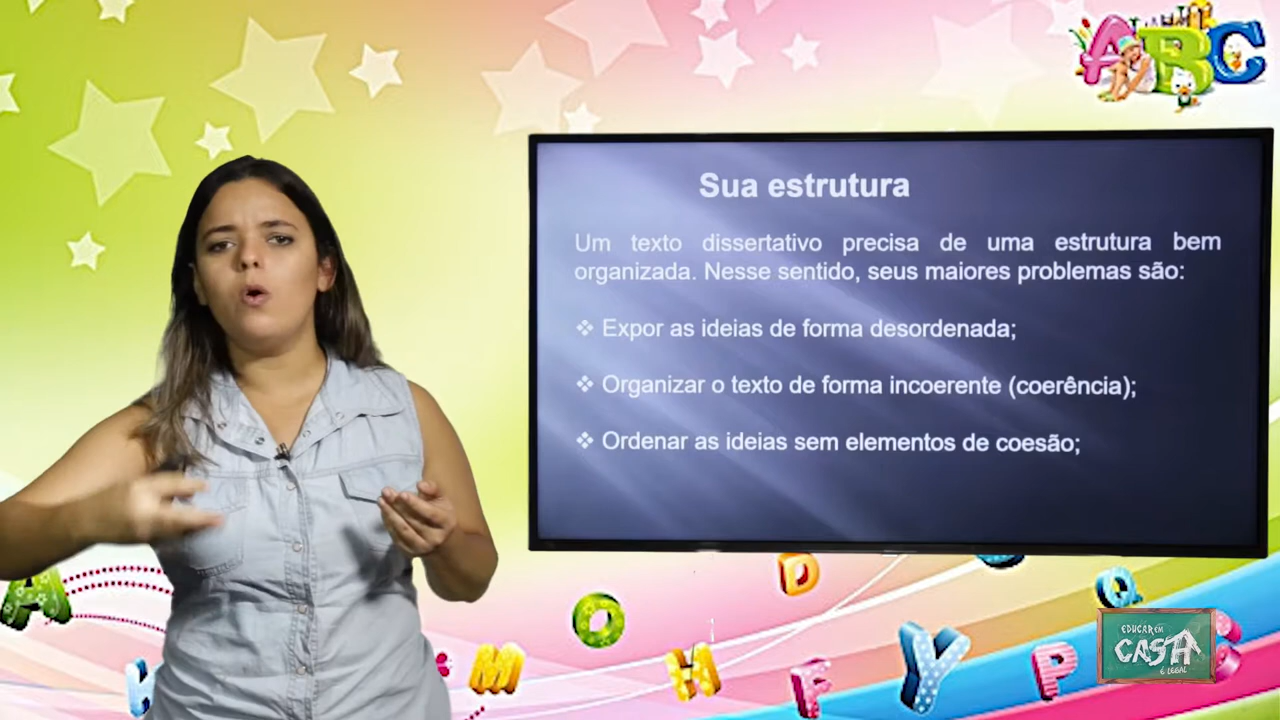 ABC
Sua estrutura
Um texto dissertativo precisa de uma estrutura bem
organizada. Nesse sentido, seus maiores problemas são:
❖ Expor as ideias de forma desordenada;
❖ Organizar o texto de forma incoerente (coerência);
❖ Ordenar as ideias sem elementos de coesão;
A
D
O
Q
M
H
F
Y
P
EDUCAR EM
CASA
É LEGAL